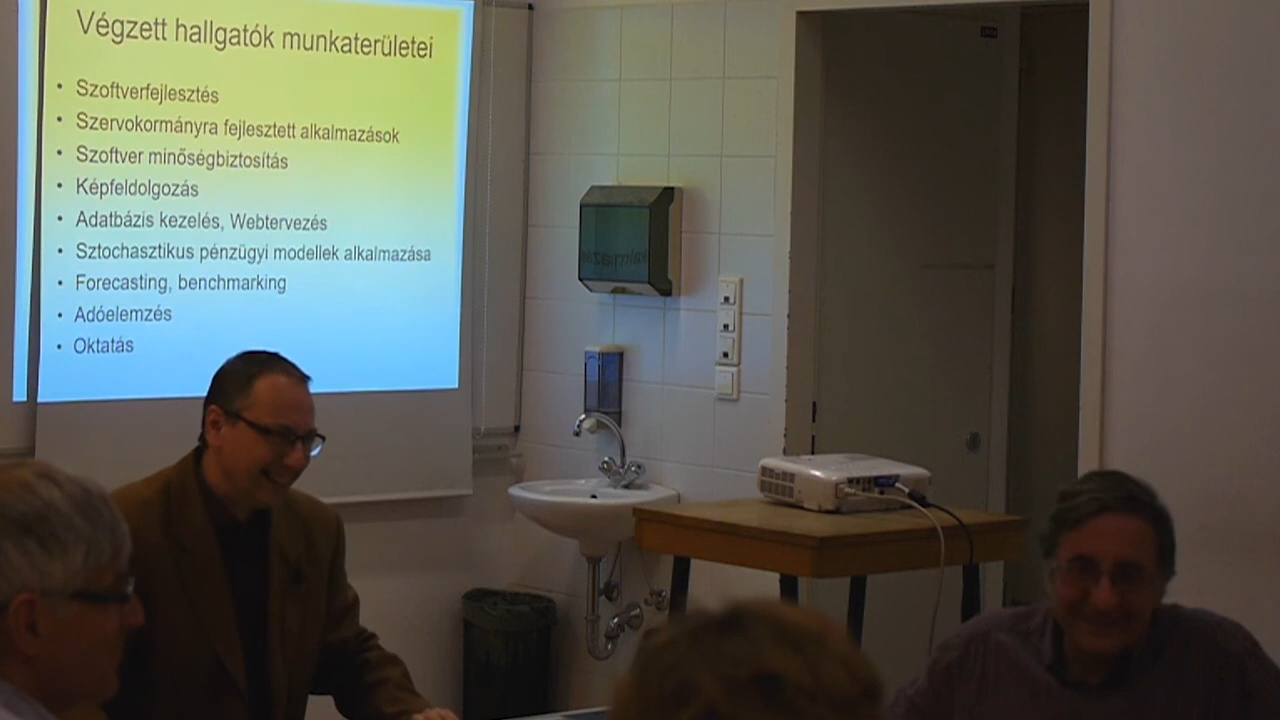 Végzett hallgatók munkaterületei
• Szoftverfejlesztés
• Szervokormányra fejlesztett alkalmazások
• Szoftver minőségbiztosítás
• Képfeldolgozás
• Adatbázis kezelés, Webtervezés
• Sztochasztikus pénzügyi modellek alkalmazása
• Forecasting, benchmarking
• Adóelemzés
• Oktatás